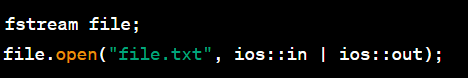 fstream file;
file.open("file.txt", ios::in | ios::out);